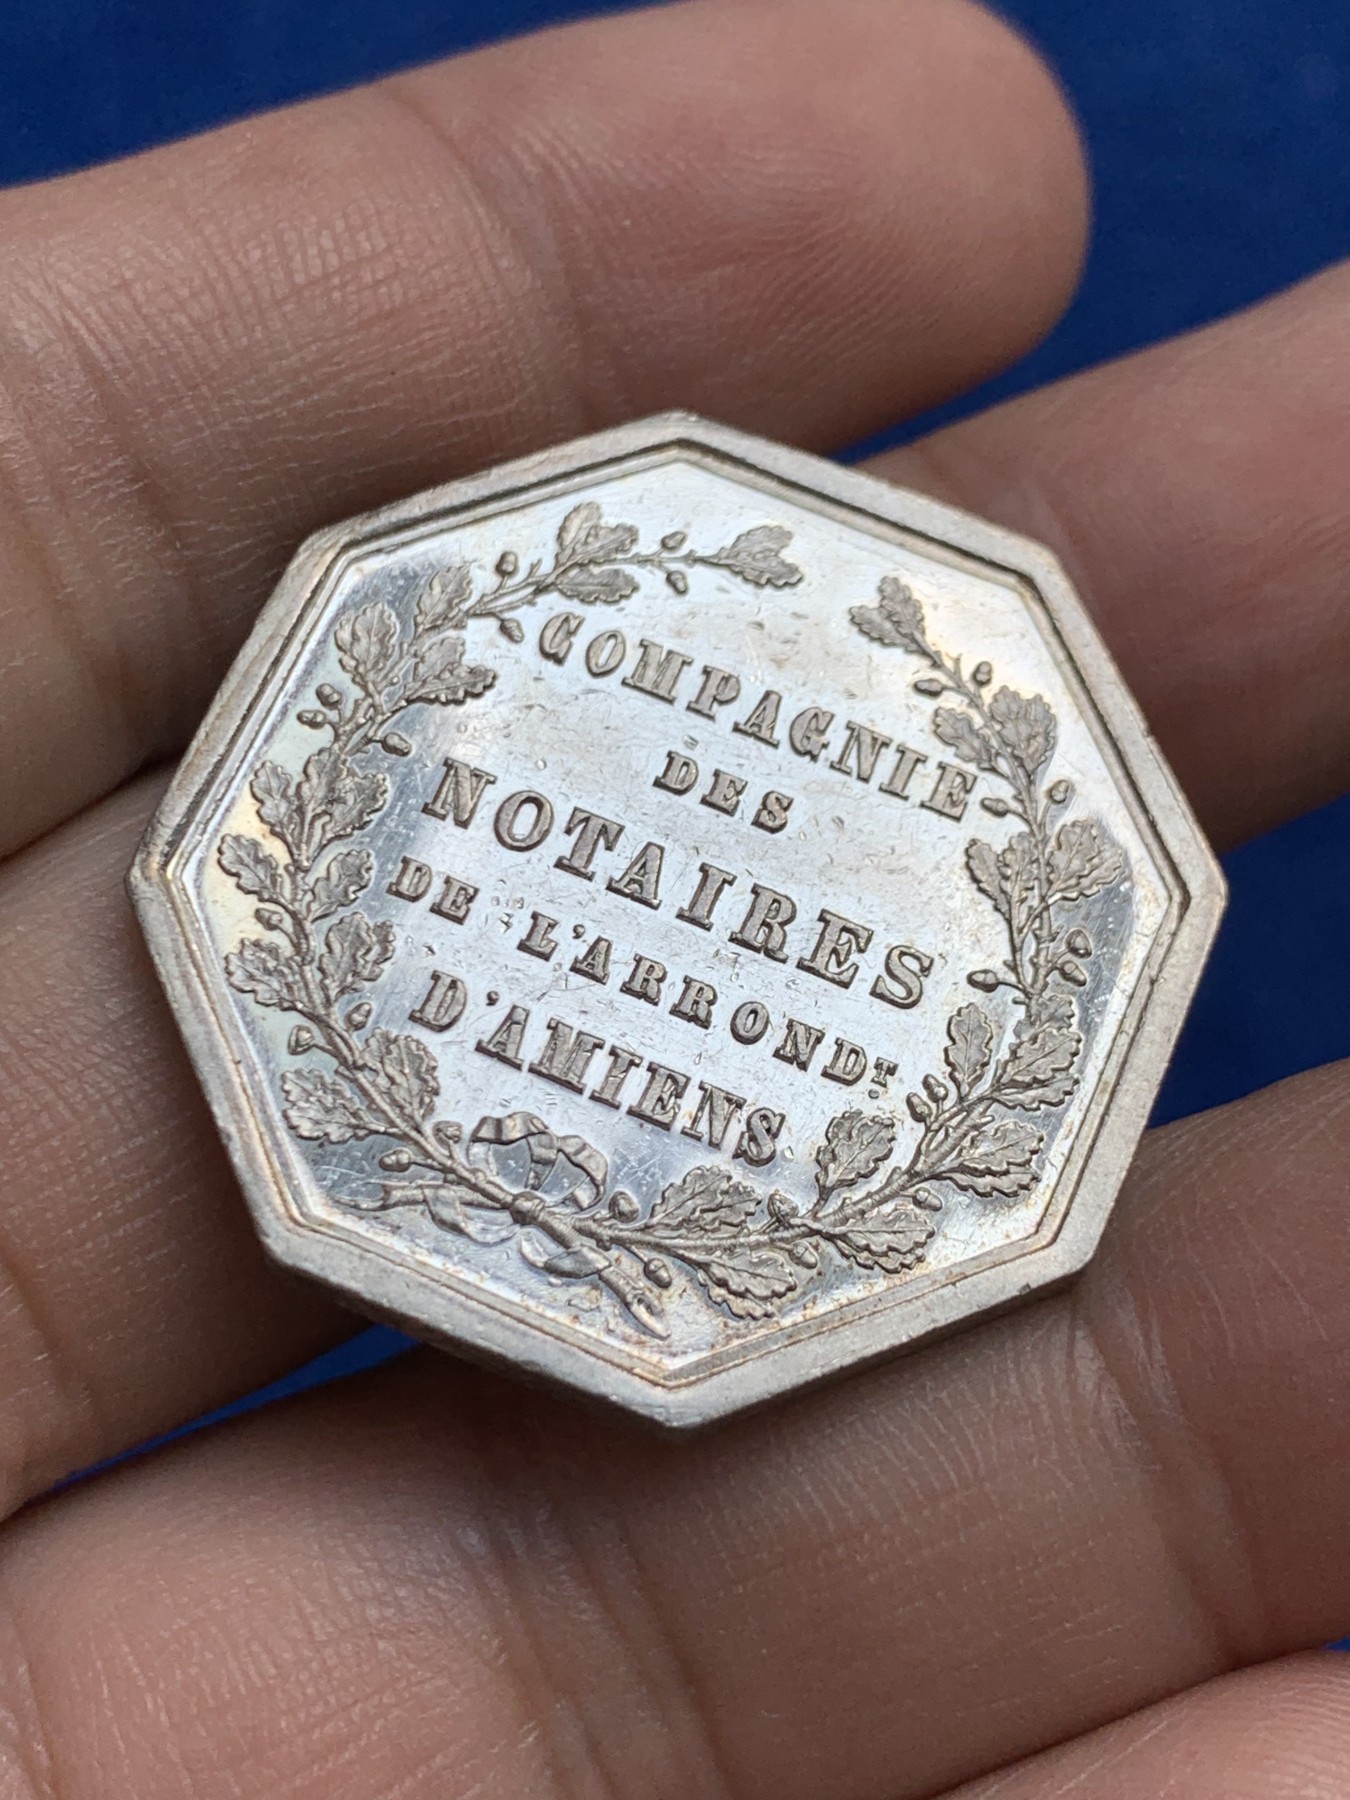 COMPAGNIE
DES
NOTAIRES
DE L'ARRONDT.
D'AMIENS